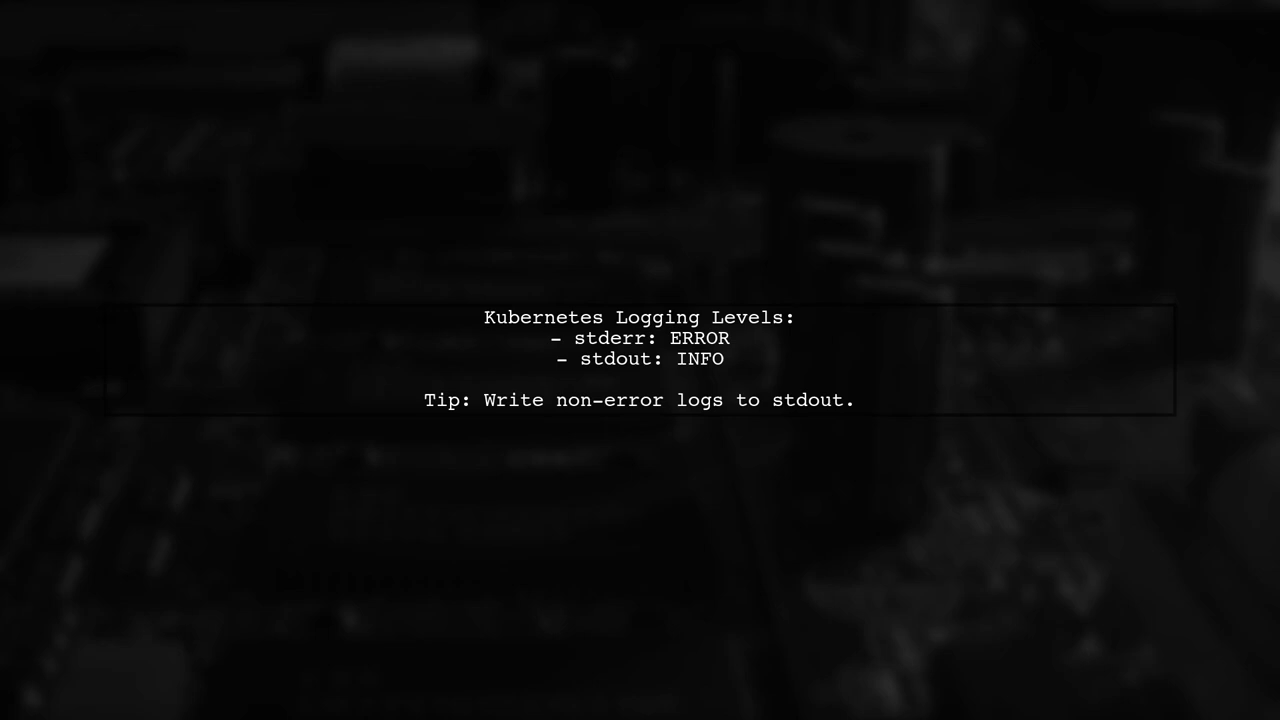 Kubernetes Logging Levels:
- stderr: ERROR
- stdout: INFO
Tip: Write non-error logs to stdout.